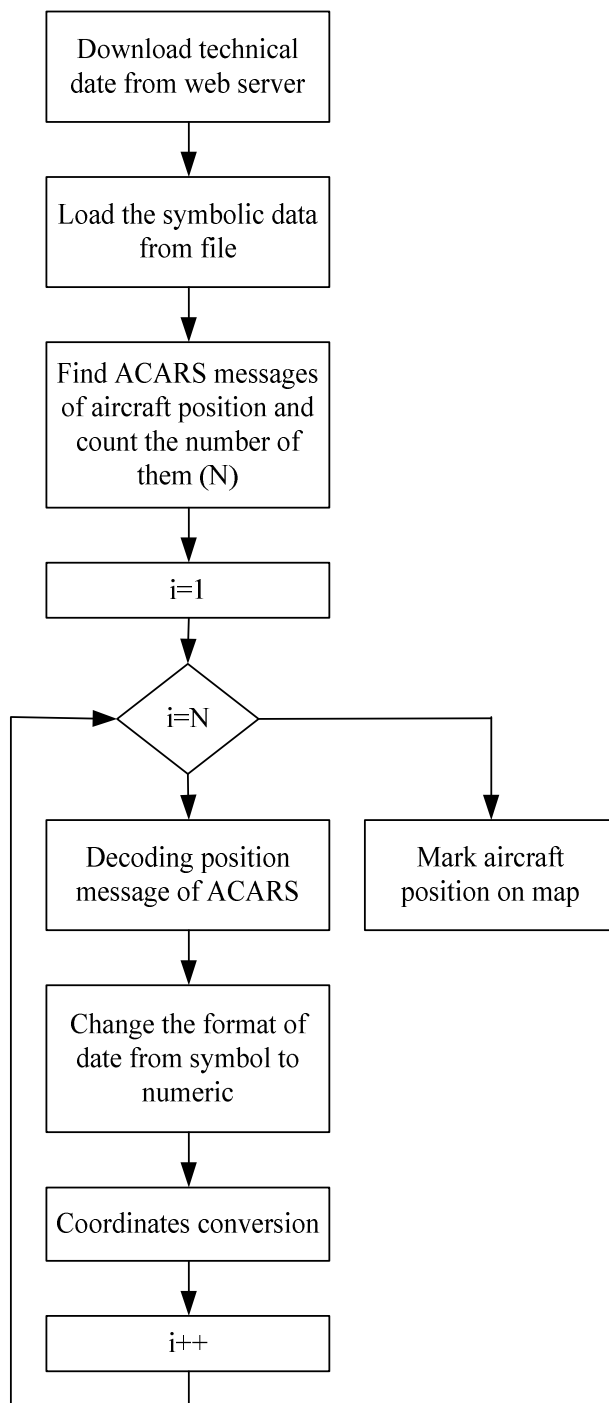 Download technical
date from web server
Load the symbolic data
from file
Find ACARS messages
of aircraft position and
count the number of
them (N)
i=1
i=N
Decoding position
message of ACARS
Mark aircraft
position on map
Change the format of
date from symbol to
numeric
Coordinates conversion
i++